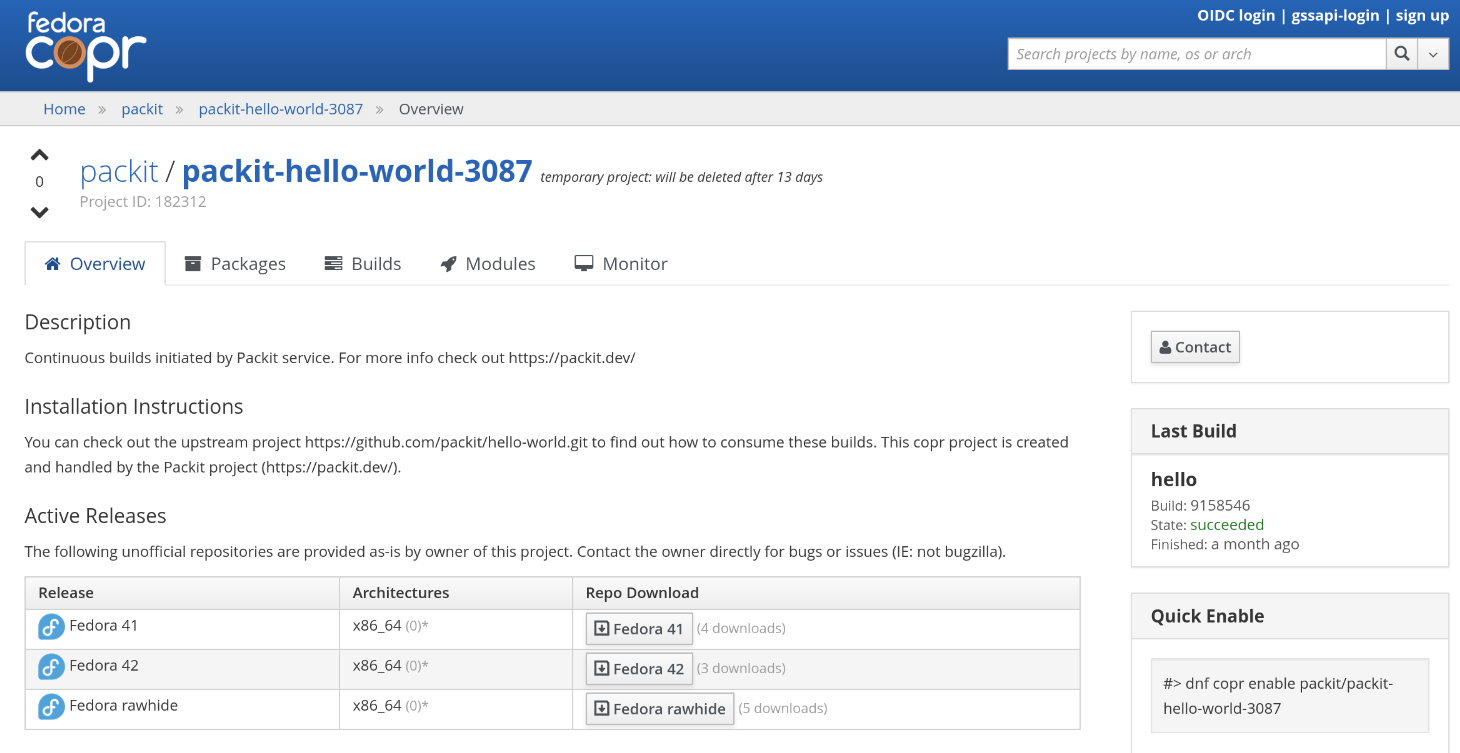 fedora
copr
OIDC login | gssapi-login | sign up
Search projects by name, os or arch
Home » packit » packit-hello-world-3087 » Overview
0
packit / packit-hello-world-3087 temporary project: will be deleted after 13 days
Project ID: 182312
Overview Packages Builds Modules Monitor
Description
Continuous builds initiated by Packit service. For more info check out https://packit.dev/
Installation Instructions
You can check out the upstream project https://github.com/packit/hello-world.git to find out how to consume these builds. This copr project is created
and handled by the Packit project (https://packit.dev/).
Active Releases
The following unofficial repositories are provided as-is by owner of this project. Contact the owner directly for bugs or issues (IE: not bugzilla).
Release Architectures Repo Download
Fedora 41 x86_64 (0)* Fedora 41 (4 downloads)
Fedora 42 x86_64 (0)* Fedora 42 (3 downloads)
Fedora rawhide x86_64 (0)* Fedora rawhide (5 downloads)
Contact
Last Build
hello
Build: 9158546
State: succeeded
Finished: a month ago
Quick Enable
#> dnf copr enable packit/packit-
hello-world-3087